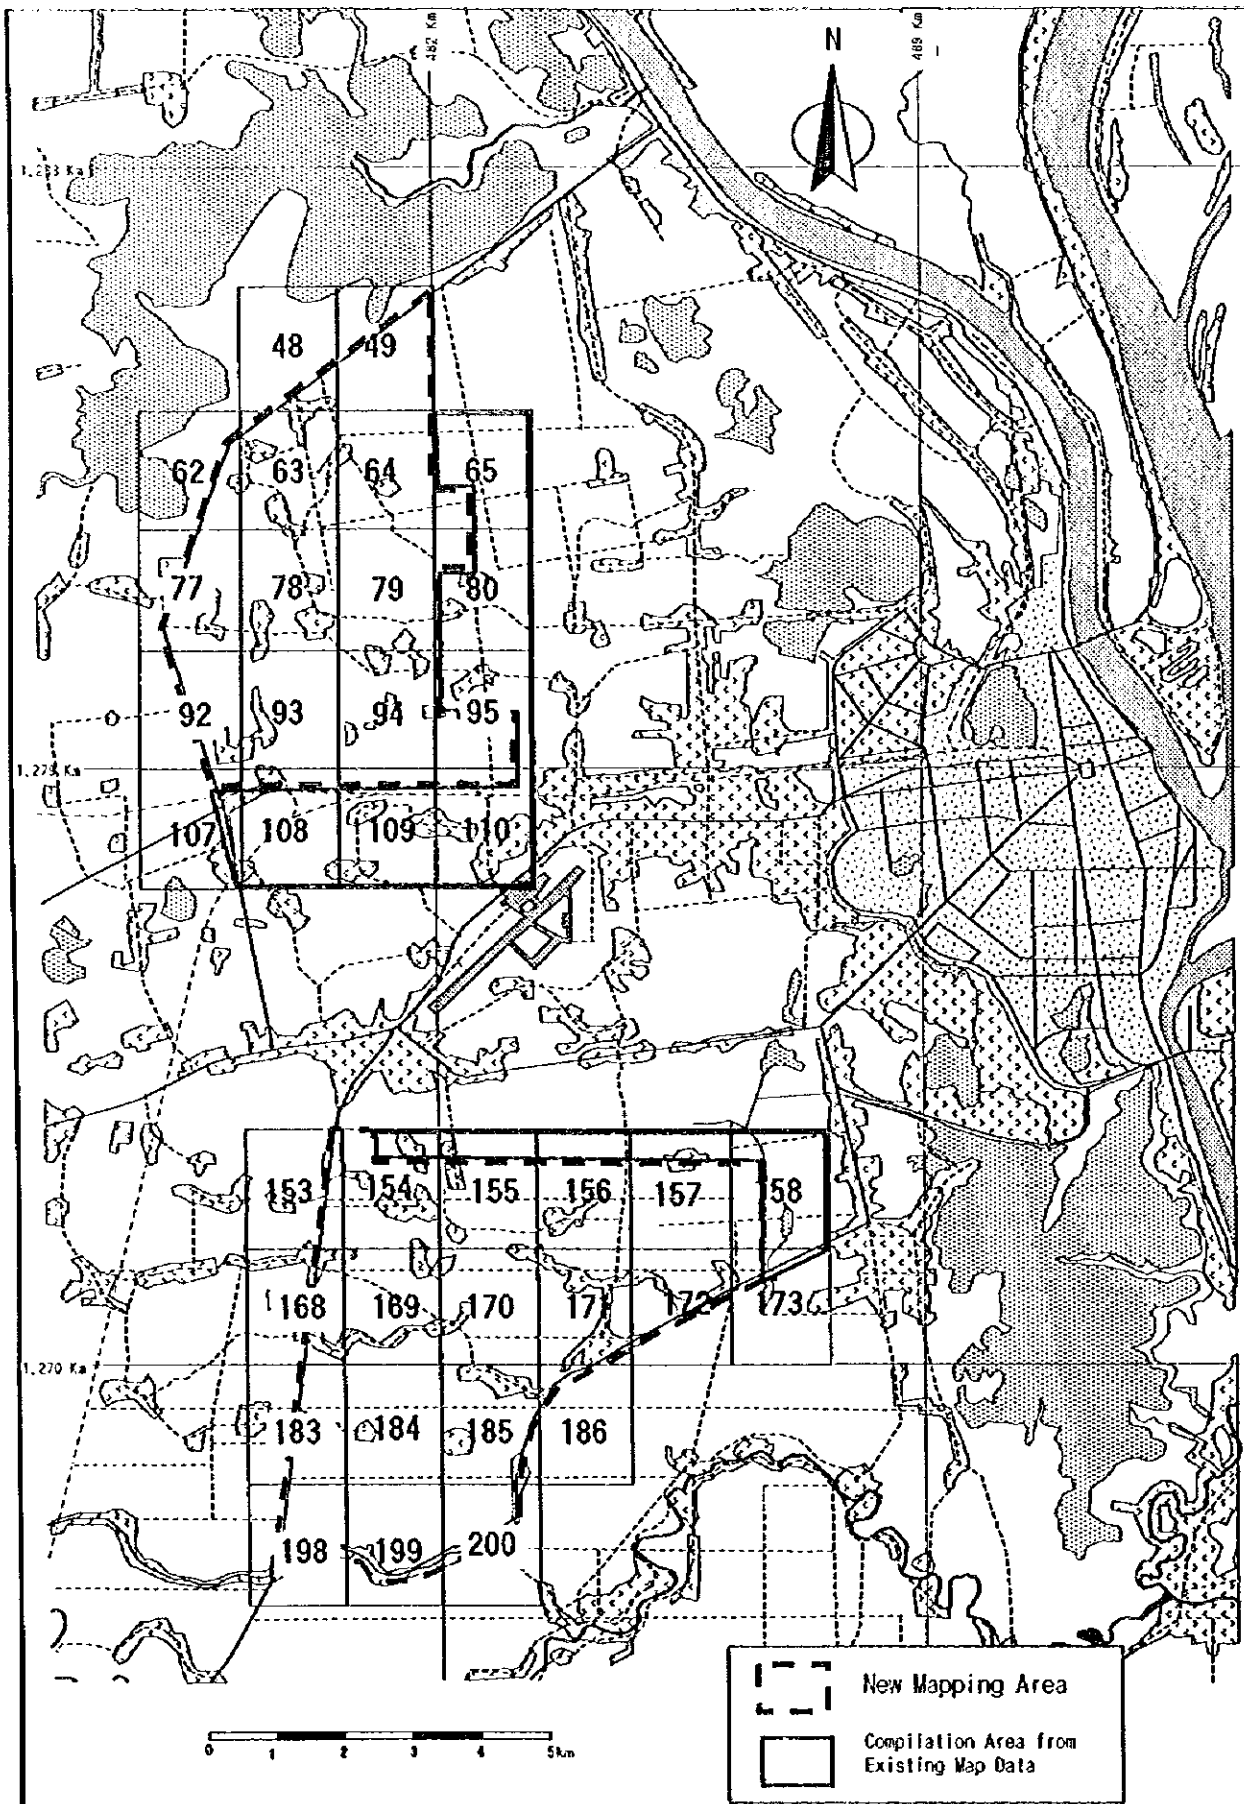 482 Km
489 Km
N
1,283 Km
48 49
62 63 64 65
77 78 79 80
92 93 94 95
1,279 Km
107 108 109 110
153 154 155 156 157 158
168 169 170 171 172 173
1,270 Km
183 184 185 186
198 199 200
0 1 2 3 4 5km
New Mapping Area
Compilation Area from
Existing Map Data